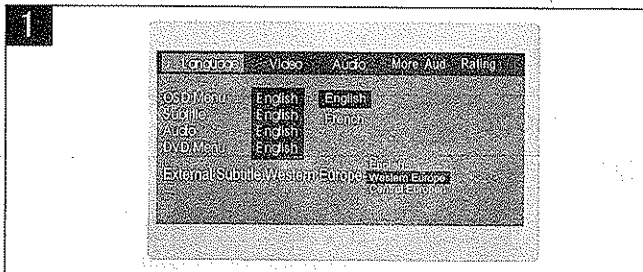 1
Language Video Audio More Aud Rating
OSD Menu English English
Subtitle English French
Audio English
DVD Menu English
External Subtitle Western Europe English
Western Europe
Central Europe